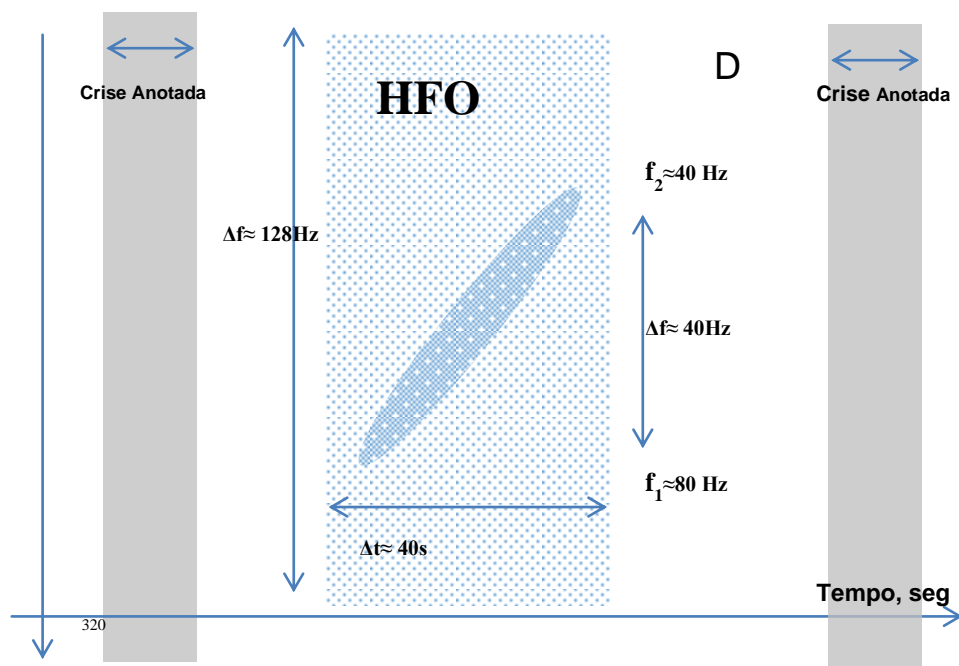 D
Crise Anotada
HFO
Crise Anotada
f₂≈40 Hz
Δf≈ 128Hz
Δf≈ 40Hz
f₁≈80 Hz
Δt≈ 40s
Tempo, seg
320